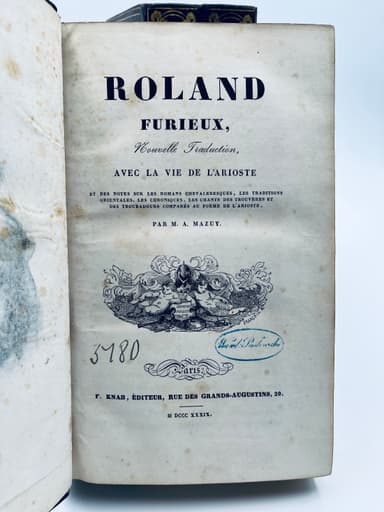 ROLAND
FURIEUX,
Nouvelle Traduction,
AVEC LA VIE DE L'ARIOSTE
ET DES NOTES SUR LES ROMANS CHEVALERESQUES, LES TRADITIONS
ORIENTALES, LES CHRONIQUES, LES CHANTS DES TROUVÈRES ET
DES TROUBADOURS COMPARÉS AU POÈME DE L'ARIOSTE,
PAR M. A. MAZUY.
5780
Paris
F. KNAB, ÉDITEUR, RUE DES GRANDS-AUGUSTINS, 20.
M DCCC XXXIX.